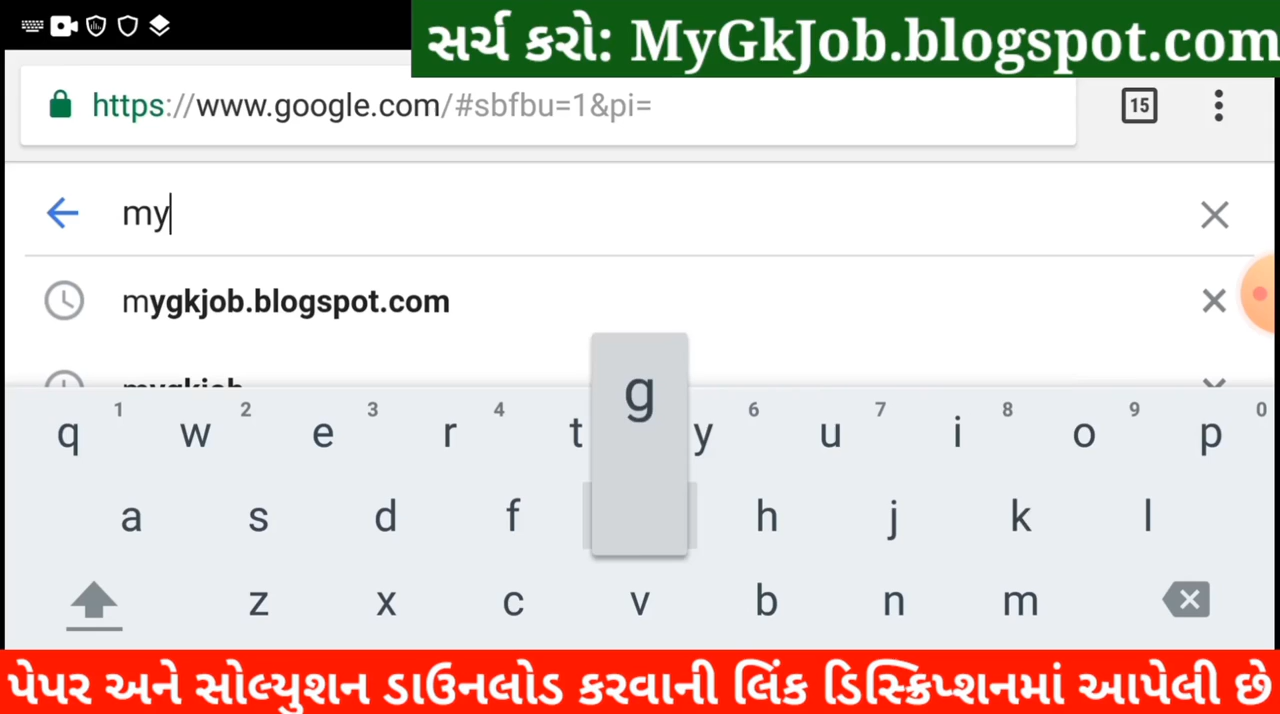 સર્ચ કરો: MyGkJob.blogspot.com
https://www.google.com/#sbfbu=1&pi=
15
my
mygkjob.blogspot.com
mygkjob
1 2 3 4 6 7 8 9 0
q w e r t y u i o p
g
a s d f h j k l
z x c v b n m
પેપર અને સોલ્યુશન ડાઉનલોડ કરવાની લિંક ડિસ્ક્રિપ્શનમાં આપેલી છે